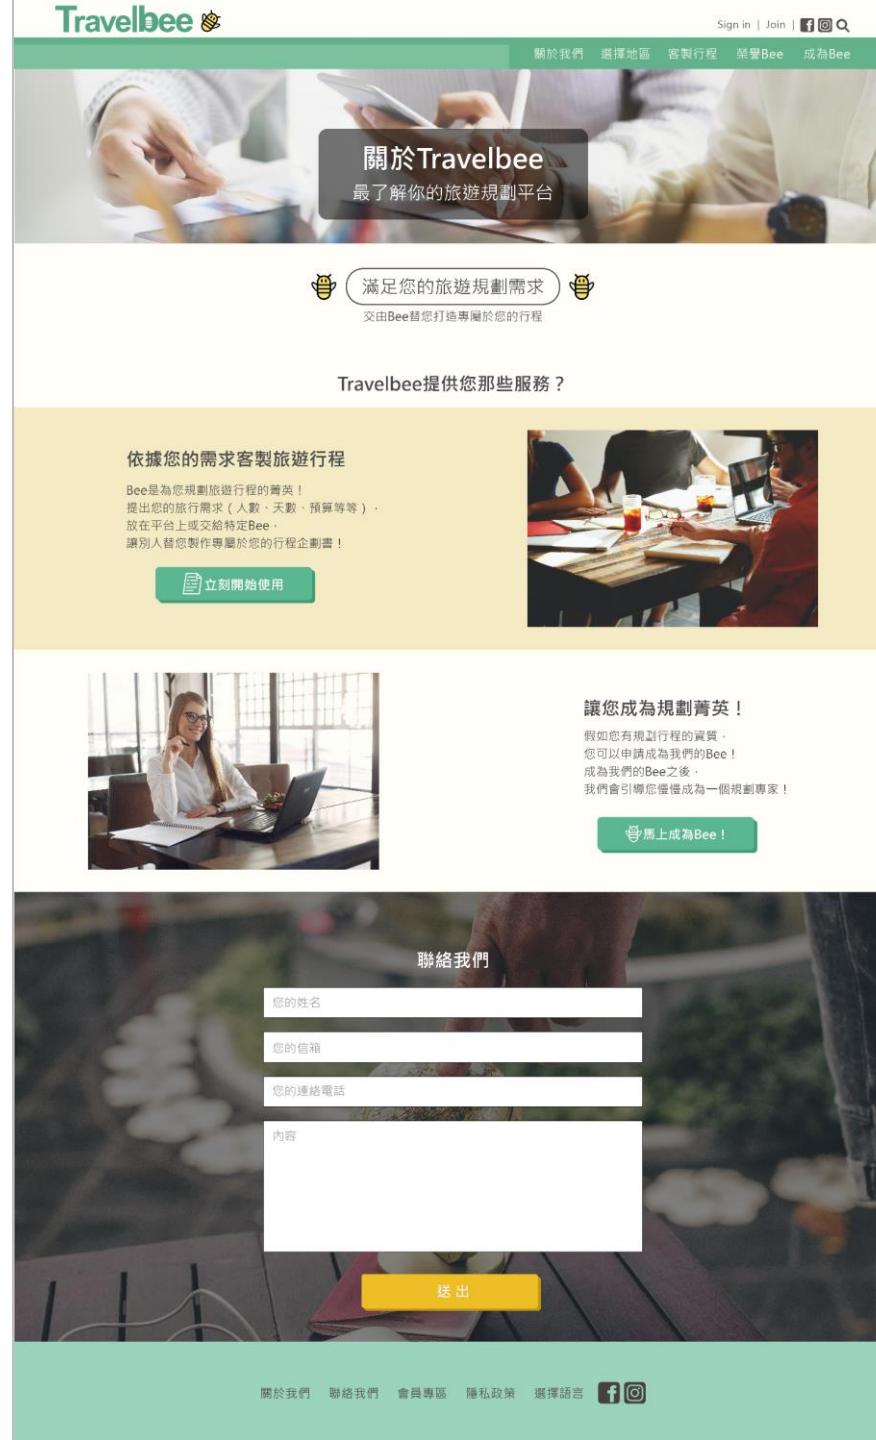 Travelbee
Sign in | Join |
關於我們 選擇地區 客製行程 榮譽Bee 成為Bee
關於Travelbee
最了解你的旅遊規劃平台
滿足您的旅遊規劃需求
交由Bee替您打造專屬於您的行程
Travelbee提供您那些服務？
依據您的需求客製旅遊行程
Bee是為您規劃旅遊行程的菁英！
提出您的旅行需求（人數、天數、預算等等），
放在平台上或交給特定Bee，
讓別人替您製作專屬於您的行程企劃書！
立刻開始使用
讓您成為規劃菁英！
假如您有規劃行程的資質，
您可以申請成為我們的Bee！
成為我們的Bee之後，
我們會引導您慢慢成為一個規劃專家！
馬上成為Bee！
聯絡我們
您的姓名
您的信箱
您的連絡電話
內容
送出
關於我們 聯絡我們 會員專區 隱私政策 選擇語言